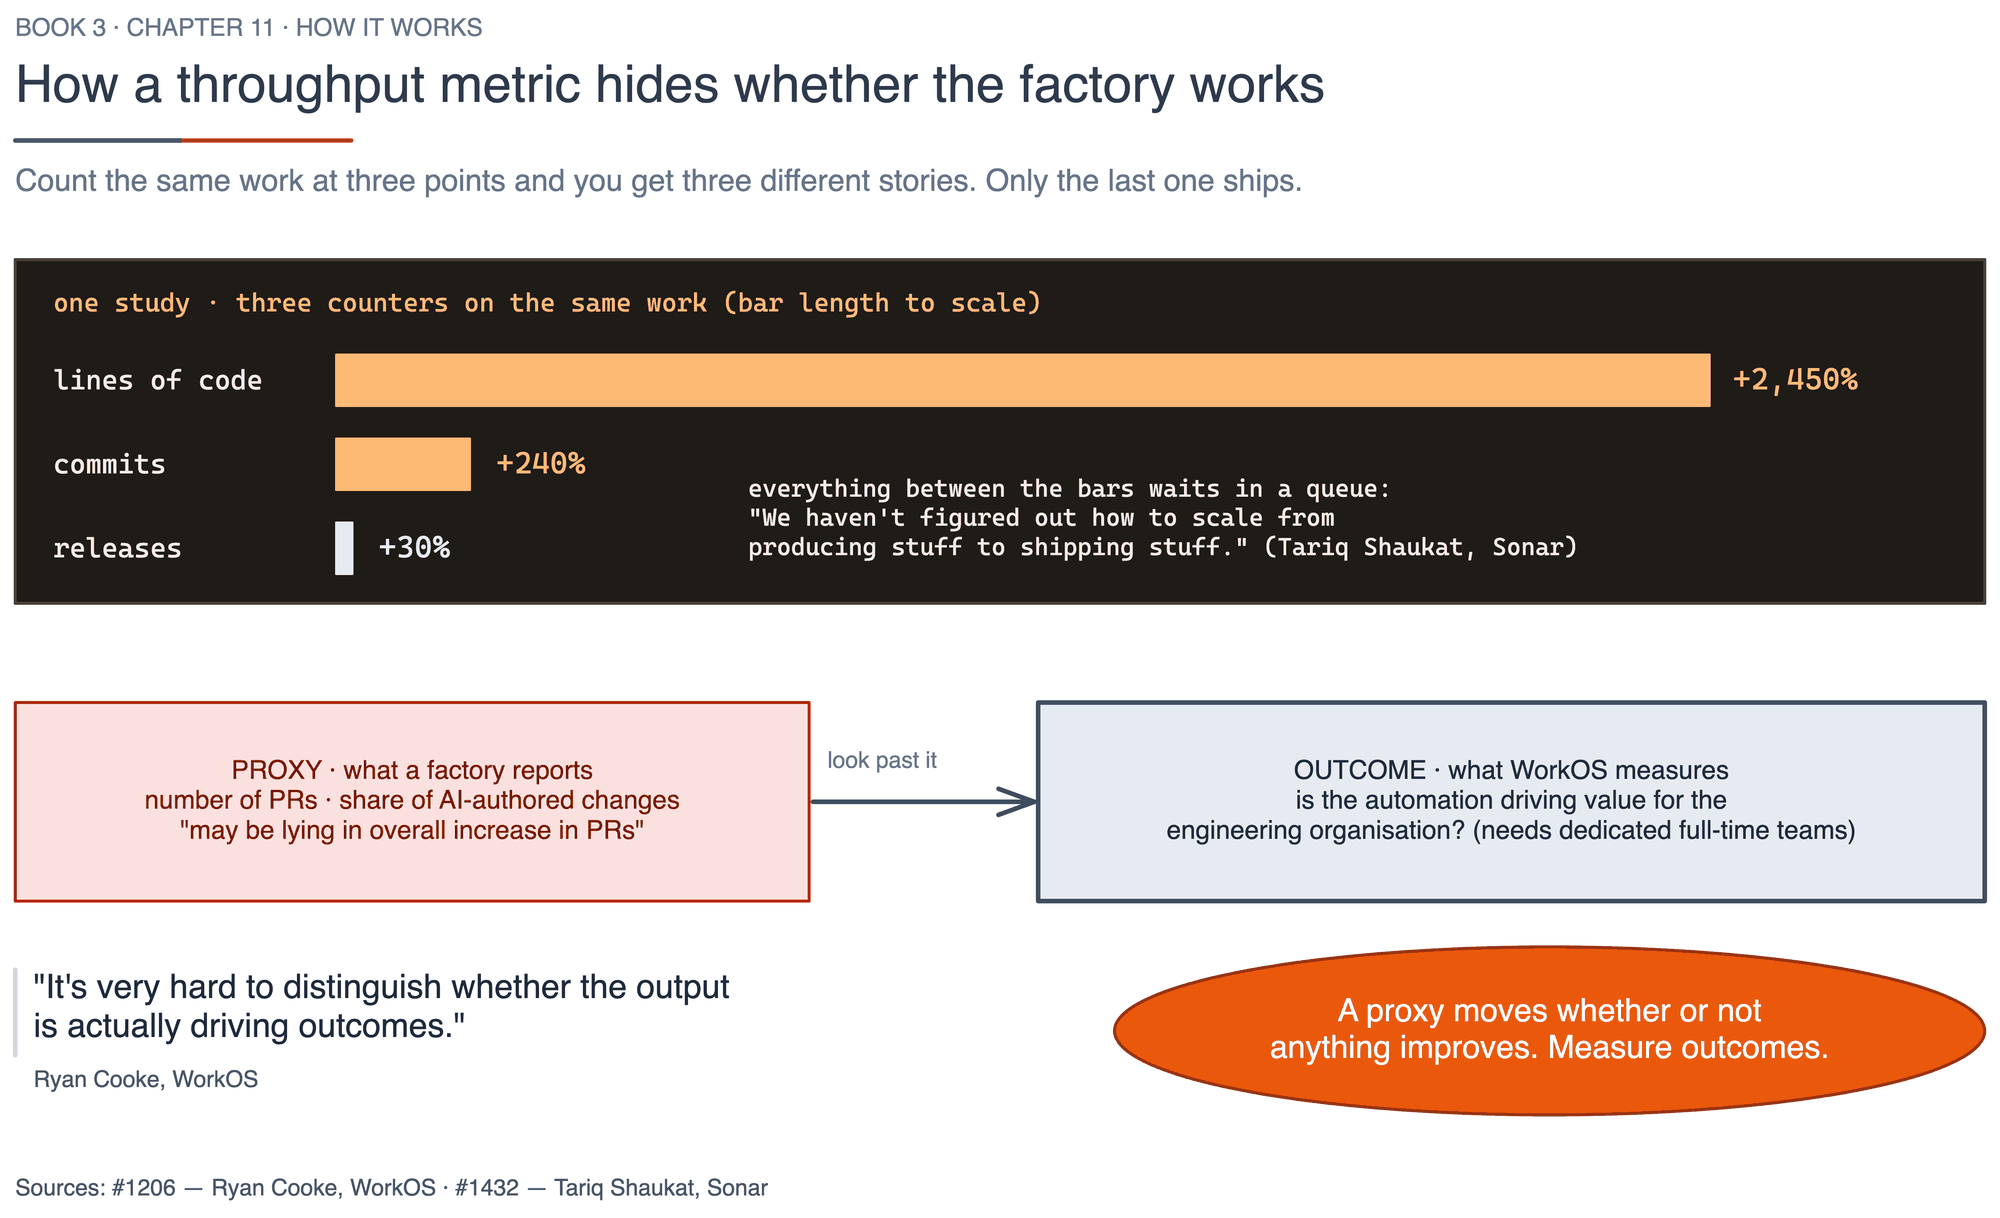 BOOK 3 · CHAPTER 11 · HOW IT WORKS
How a throughput metric hides whether the factory works
Count the same work at three points and you get three different stories. Only the last one ships.
one study · three counters on the same work (bar length to scale)
lines of code
+2,450%
commits
+240%
everything between the bars waits in a queue:
"We haven't figured out how to scale from
producing stuff to shipping stuff." (Tariq Shaukat, Sonar)
releases
+30%
PROXY · what a factory reports
number of PRs · share of AI-authored changes
"may be lying in overall increase in PRs"
look past it
OUTCOME · what WorkOS measures
is the automation driving value for the
engineering organisation? (needs dedicated full-time teams)
"It's very hard to distinguish whether the output
is actually driving outcomes."
Ryan Cooke, WorkOS
A proxy moves whether or not
anything improves. Measure outcomes.
Sources: #1206 — Ryan Cooke, WorkOS · #1432 — Tariq Shaukat, Sonar